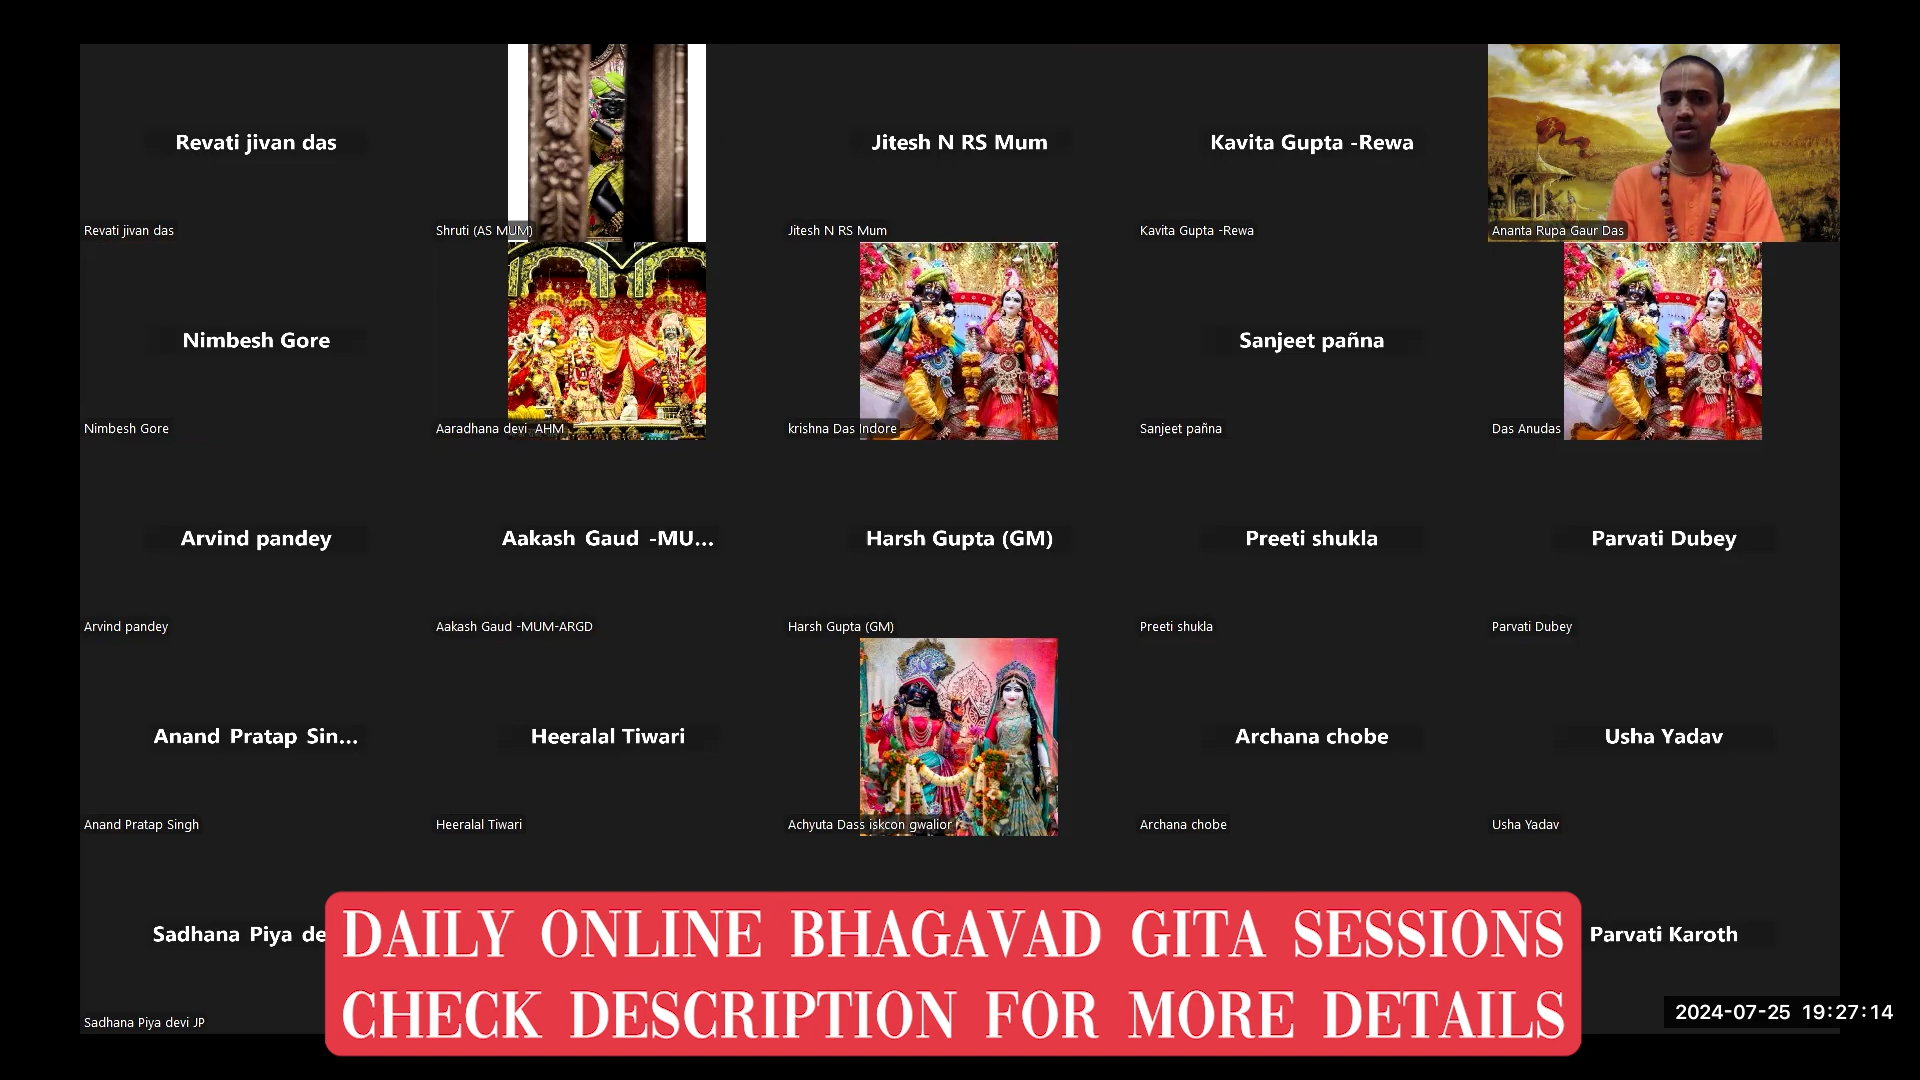 Revati jivan das
Revati jivan das
Shruti (AS MUM)
Jitesh N RS Mum
Jitesh N RS Mum
Kavita Gupta -Rewa
Kavita Gupta -Rewa
Ananta Rupa Gaur Das
Nimbesh Gore
Nimbesh Gore
Aaradhana devi AHM
krishna Das Indore
Sanjeet pañna
Sanjeet pañna
Das Anudas
Arvind pandey
Arvind pandey
Aakash Gaud -MU...
Aakash Gaud -MUM-ARGD
Harsh Gupta (GM)
Harsh Gupta (GM)
Preeti shukla
Preeti shukla
Parvati Dubey
Parvati Dubey
Anand Pratap Sin...
Anand Pratap Singh
Heeralal Tiwari
Heeralal Tiwari
Achyuta Dass iskcon gwalior
Archana chobe
Archana chobe
Usha Yadav
Usha Yadav
Sadhana Piya de
Sadhana Piya devi JP
Parvati Karoth
DAILY ONLINE BHAGAVAD GITA SESSIONS
CHECK DESCRIPTION FOR MORE DETAILS
2024-07-25 19:27:14